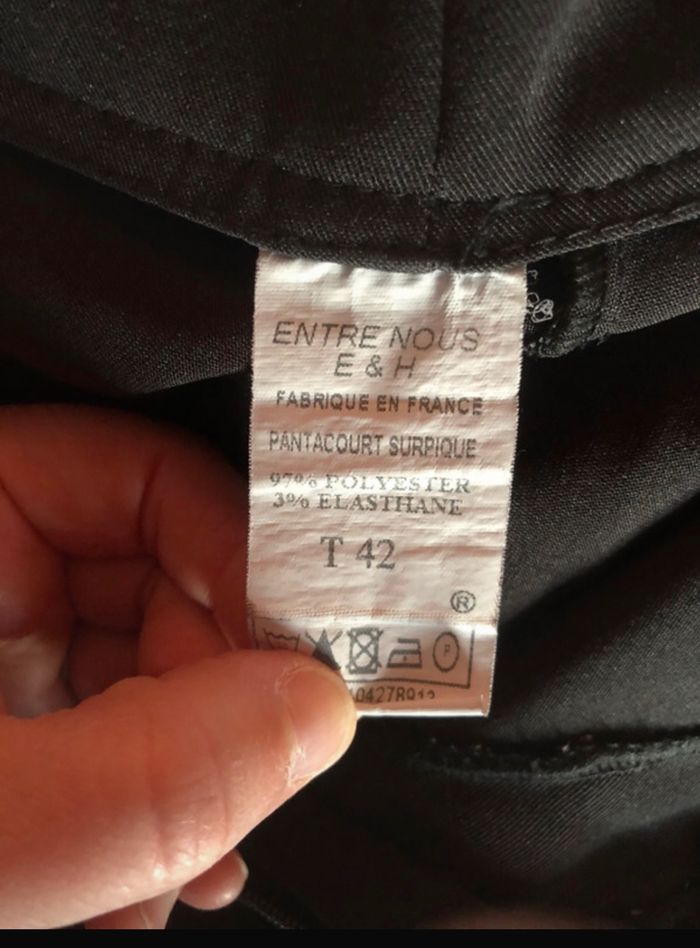 ENTRE NOUS
E & H
FABRIQUE EN FRANCE
PANTACOURT SURPIQUE
97% POLYESTER
3% ELASTHANE
T 42
®
P